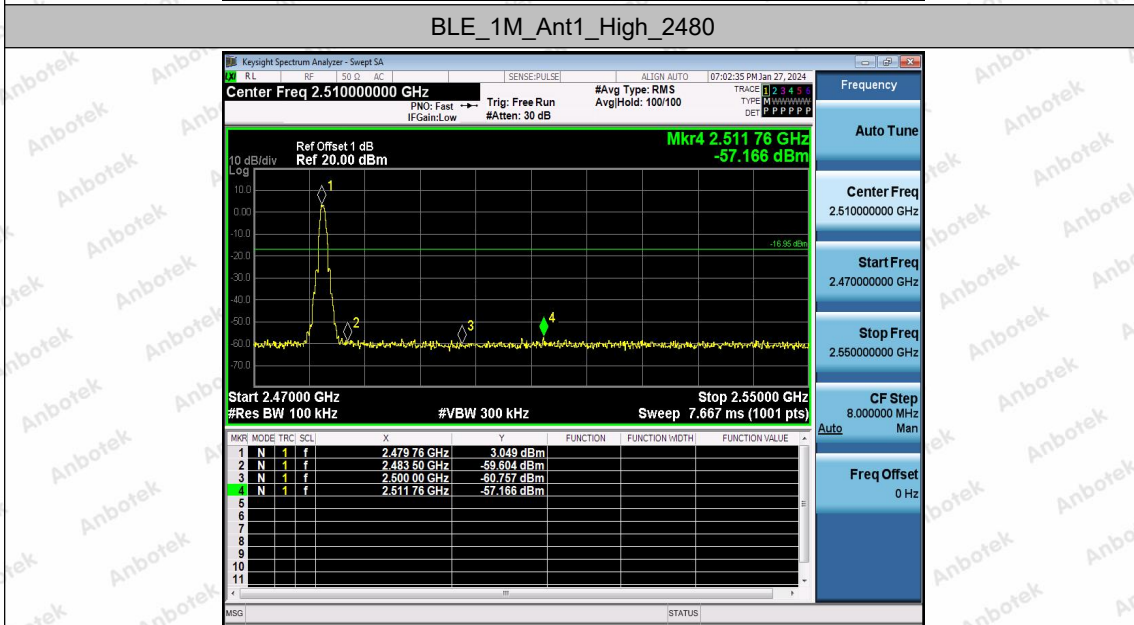 BLE_1M_Ant1_High_2480
Keysight Spectrum Analyzer - Swept SA
LXI RL RF 50 Ω AC SENSE:PULSE ALIGN AUTO 07:02:35 PM Jan 27, 2024
Center Freq 2.510000000 GHz
PNO: Fast
IFGain:Low
Trig: Free Run
#Atten: 30 dB
#Avg Type: RMS
Avg|Hold: 100/100
TRACE 1 2 3 4 5 6
TYPE M W W W W W
DET P P P P P P
Mkr4 2.511 76 GHz
-57.166 dBm
Ref Offset 1 dB
10 dB/div Ref 20.00 dBm
Log
10.0
0.00
-10.0
-20.0
-30.0
-40.0
-50.0
-60.0
-70.0
1
2
3
4
-16.95 dBm
Start 2.47000 GHz Stop 2.55000 GHz
#Res BW 100 kHz #VBW 300 kHz Sweep 7.667 ms (1001 pts)
MKR MODE TRC SCL X Y FUNCTION FUNCTION WIDTH FUNCTION VALUE
1 N 1 f 2.479 76 GHz 3.049 dBm
2 N 1 f 2.483 50 GHz -59.604 dBm
3 N 1 f 2.500 00 GHz -60.757 dBm
4 N 1 f 2.511 76 GHz -57.166 dBm
5
6
7
8
9
10
11
MSG STATUS
Frequency
Auto Tune
Center Freq
2.510000000 GHz
Start Freq
2.470000000 GHz
Stop Freq
2.550000000 GHz
CF Step
8.000000 MHz
Auto Man
Freq Offset
0 Hz
Anbotek